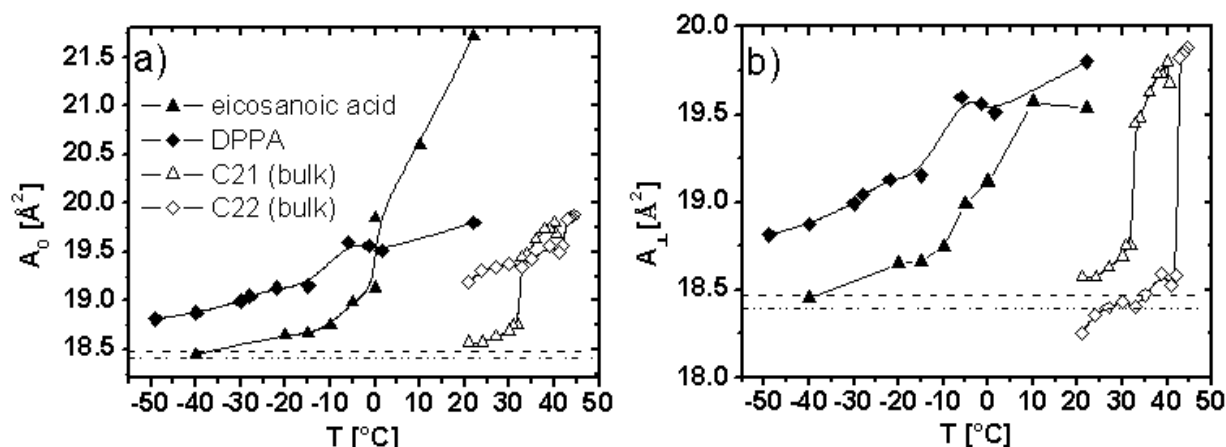 a)
eicosanoic acid
DPPA
C21 (bulk)
C22 (bulk)
21.5
21.0
20.5
20.0
19.5
19.0
18.5
A₀ [Å²]
-50 -40 -30 -20 -10 0 10 20 30 40 50
T [°C]
b)
20.0
19.5
19.0
18.5
18.0
A⊥ [Å²]
-50 -40 -30 -20 -10 0 10 20 30 40 50
T [°C]